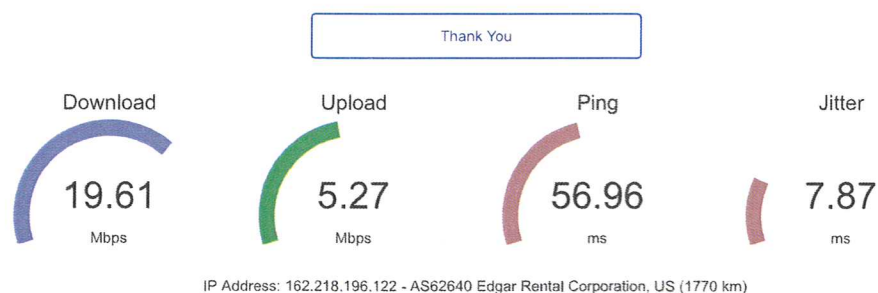 Thank You
Download Upload Ping Jitter
19.61 5.27 56.96 7.87
Mbps Mbps ms ms
IP Address: 162.218.196.122 - AS62640 Edgar Rental Corporation, US (1770 km)